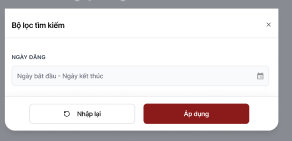 Bộ lọc tìm kiếm
NGÀY ĐĂNG
Ngày bắt đầu - Ngày kết thúc
Nhập lại
Áp dụng